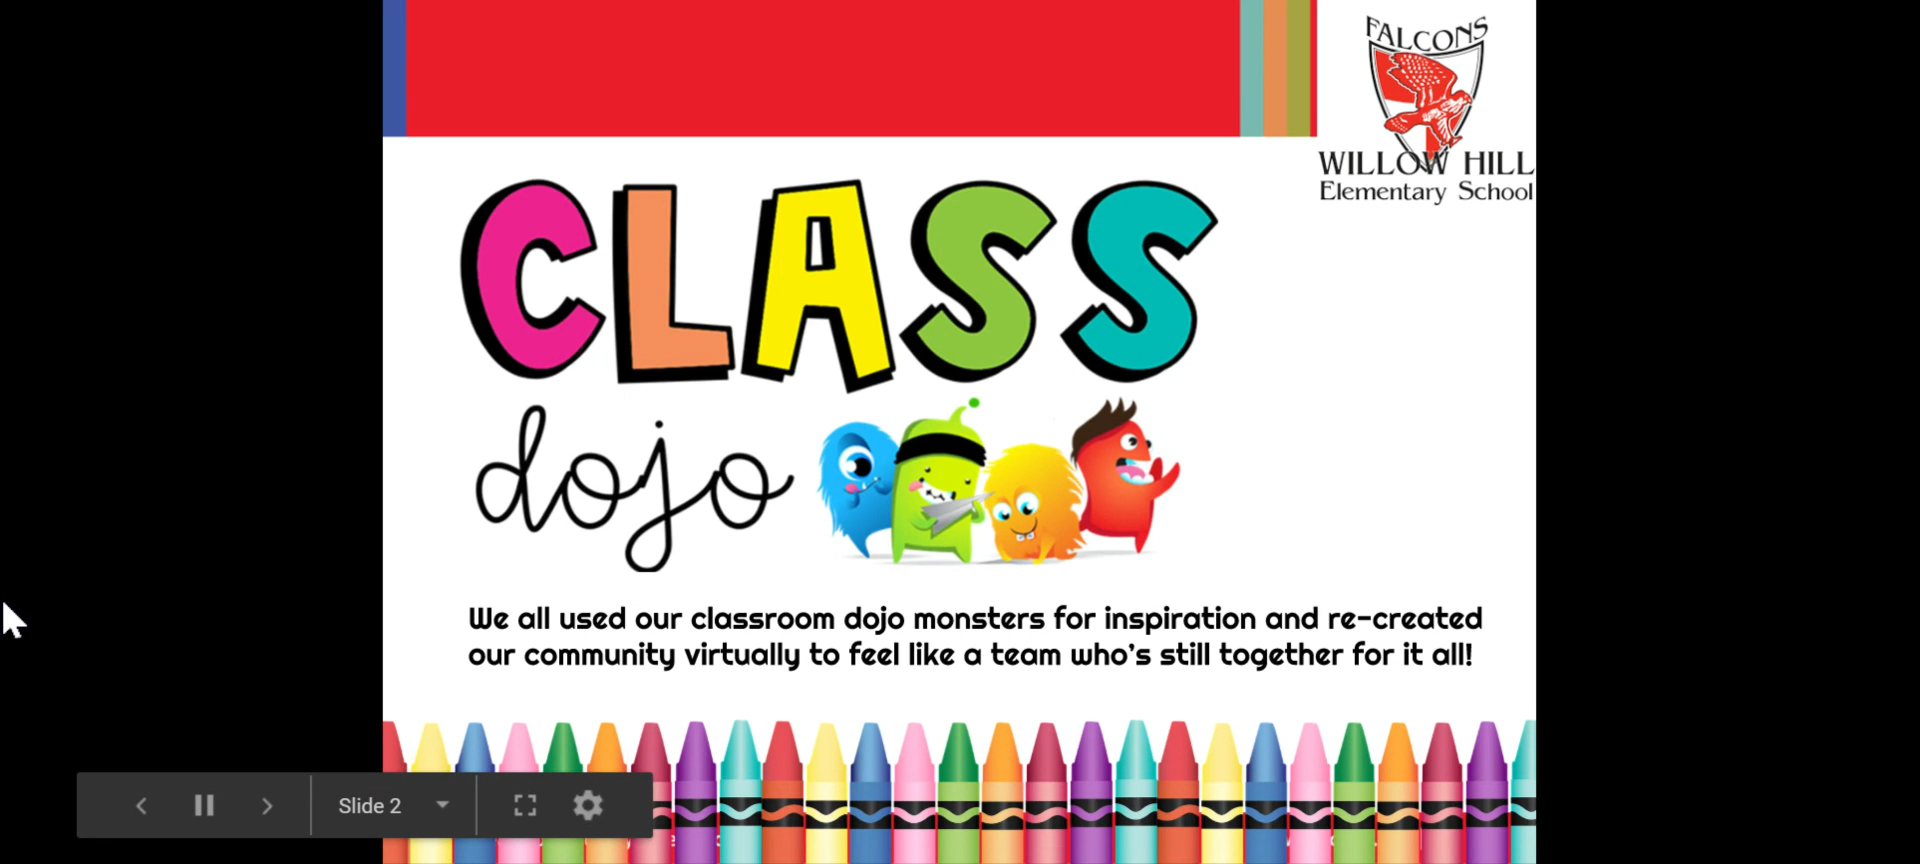 FALCONS
WILLOW HILL
Elementary School
CLASS
dojo
We all used our classroom dojo monsters for inspiration and re-created
our community virtually to feel like a team who's still together for it all!
Slide 2